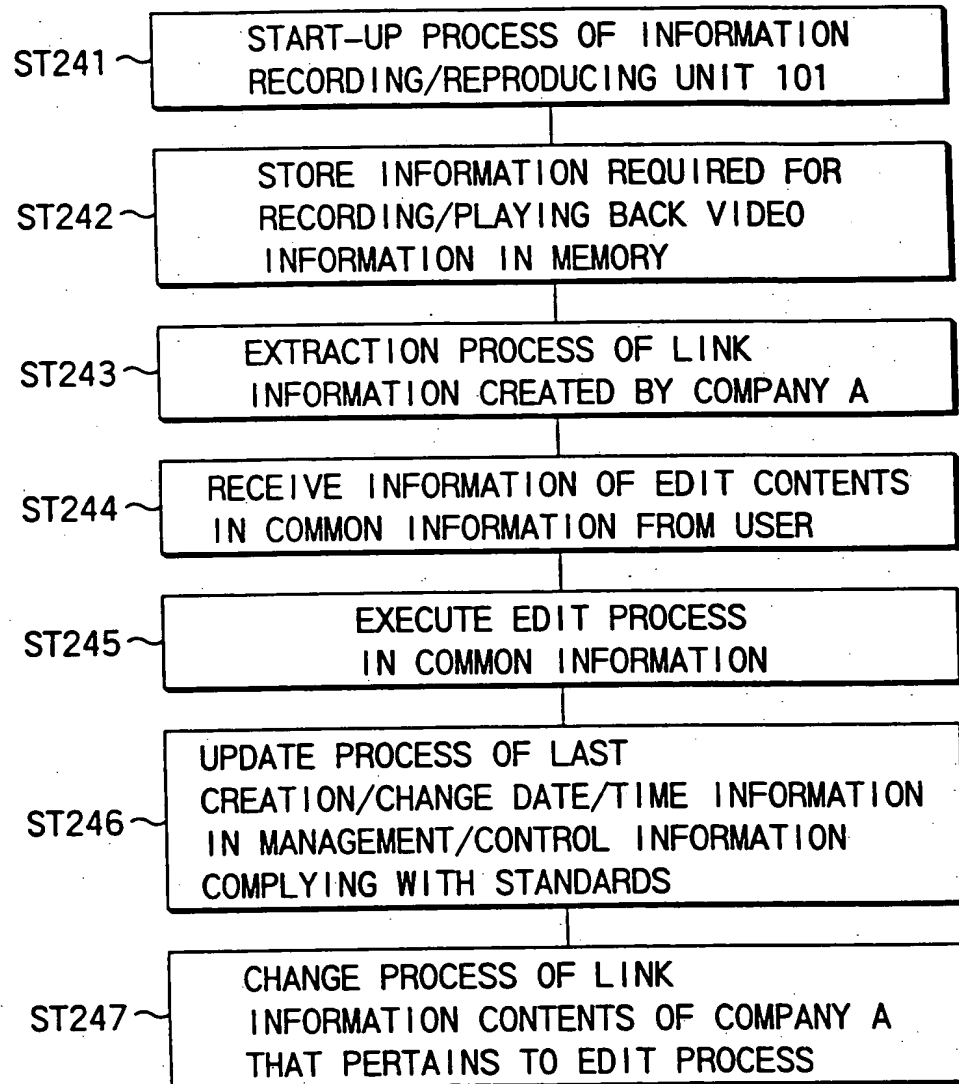 ST241
START-UP PROCESS OF INFORMATION
RECORDING/REPRODUCING UNIT 101
ST242
STORE INFORMATION REQUIRED FOR
RECORDING/PLAYING BACK VIDEO
INFORMATION IN MEMORY
ST243
EXTRACTION PROCESS OF LINK
INFORMATION CREATED BY COMPANY A
ST244
RECEIVE INFORMATION OF EDIT CONTENTS
IN COMMON INFORMATION FROM USER
ST245
EXECUTE EDIT PROCESS
IN COMMON INFORMATION
ST246
UPDATE PROCESS OF LAST
CREATION/CHANGE DATE/TIME INFORMATION
IN MANAGEMENT/CONTROL INFORMATION
COMPLYING WITH STANDARDS
ST247
CHANGE PROCESS OF LINK
INFORMATION CONTENTS OF COMPANY A
THAT PERTAINS TO EDIT PROCESS